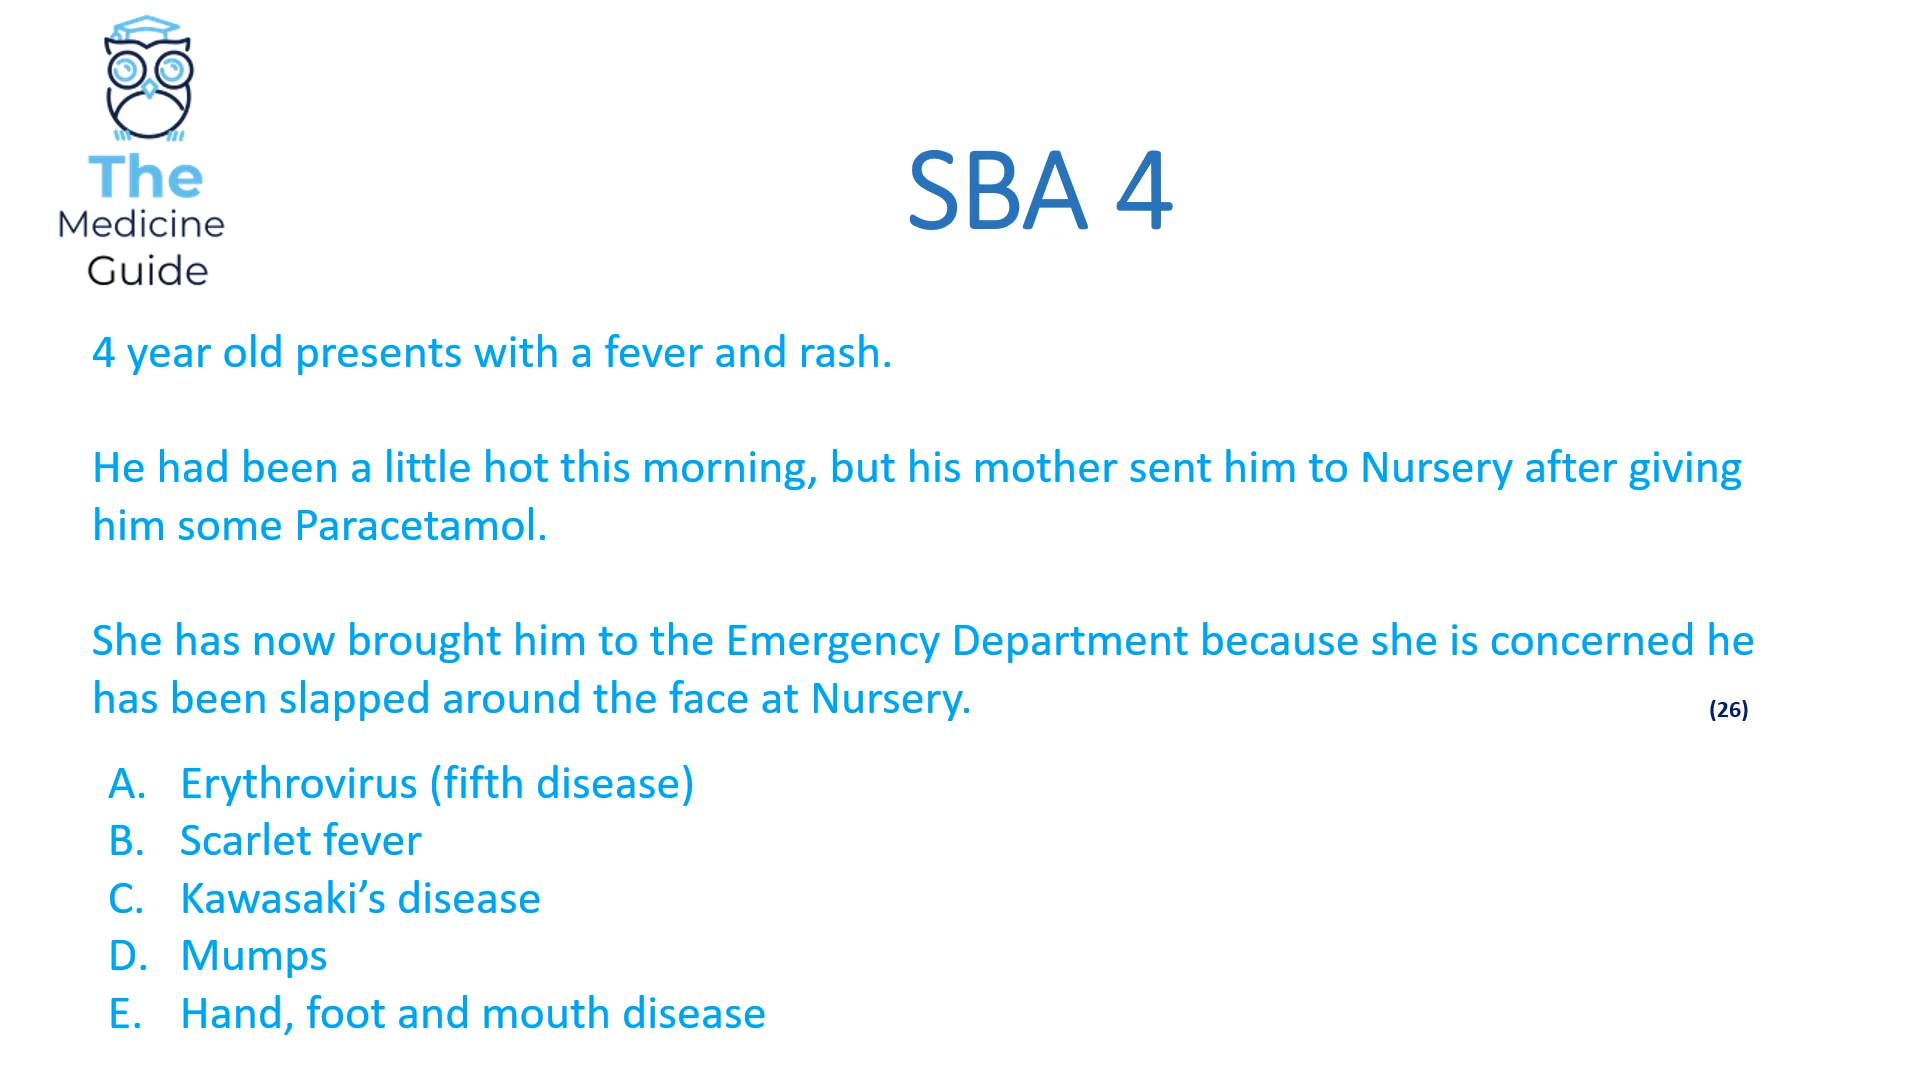 The
Medicine
Guide
SBA 4
4 year old presents with a fever and rash.
He had been a little hot this morning, but his mother sent him to Nursery after giving
him some Paracetamol.
She has now brought him to the Emergency Department because she is concerned he
has been slapped around the face at Nursery.
(26)
A. Erythrovirus (fifth disease)
B. Scarlet fever
C. Kawasaki’s disease
D. Mumps
E. Hand, foot and mouth disease